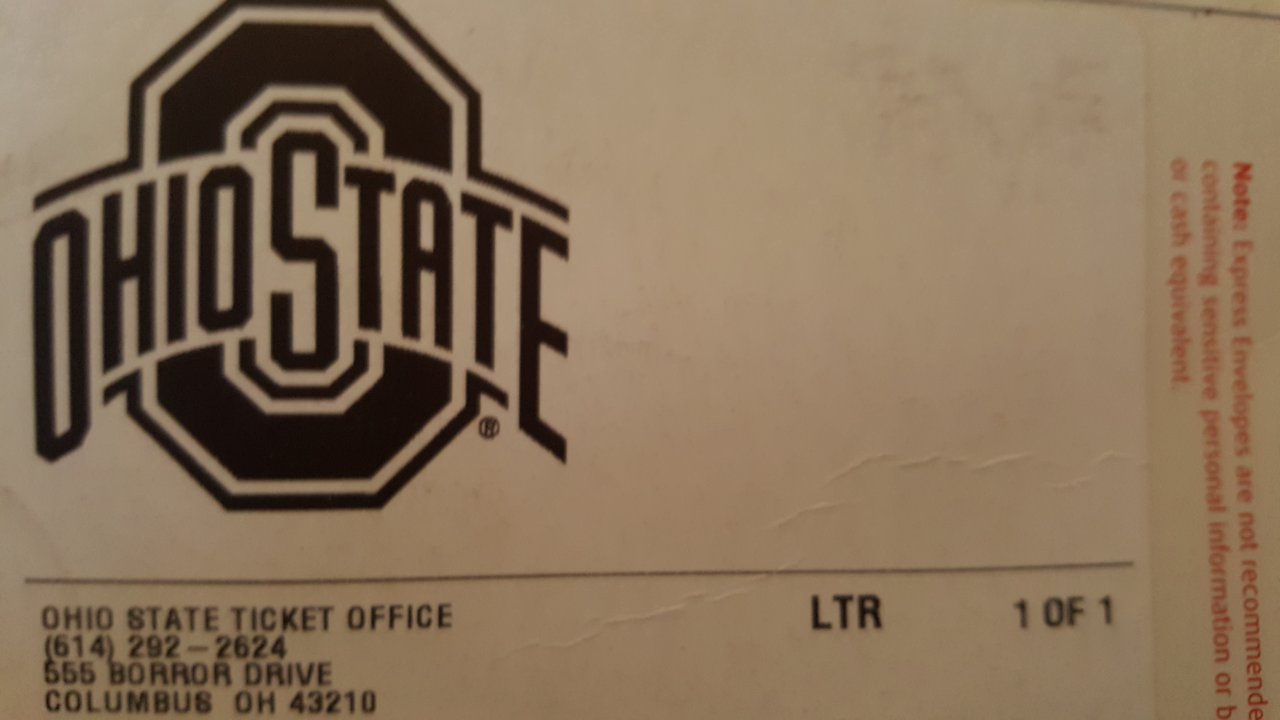 OHIO STATE
®
OHIO STATE TICKET OFFICE
(614) 292-2624
555 BORROR DRIVE
COLUMBUS OH 43210
LTR 1 OF 1
Note: Express Envelopes are not recommende
containing sensitive personal information or b
or cash equivalent.